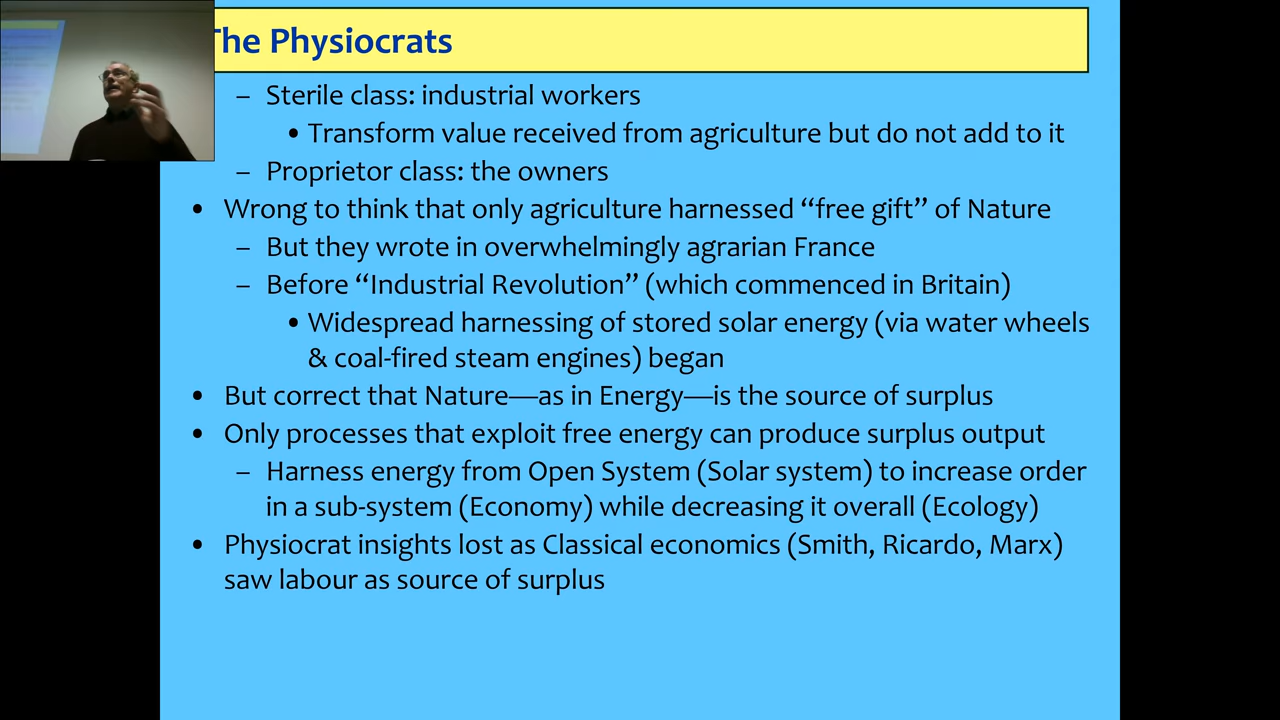 The Physiocrats
– Sterile class: industrial workers
• Transform value received from agriculture but do not add to it
– Proprietor class: the owners
• Wrong to think that only agriculture harnessed “free gift” of Nature
– But they wrote in overwhelmingly agrarian France
– Before “Industrial Revolution” (which commenced in Britain)
• Widespread harnessing of stored solar energy (via water wheels
& coal-fired steam engines) began
• But correct that Nature—as in Energy—is the source of surplus
• Only processes that exploit free energy can produce surplus output
– Harness energy from Open System (Solar system) to increase order
in a sub-system (Economy) while decreasing it overall (Ecology)
• Physiocrat insights lost as Classical economics (Smith, Ricardo, Marx)
saw labour as source of surplus